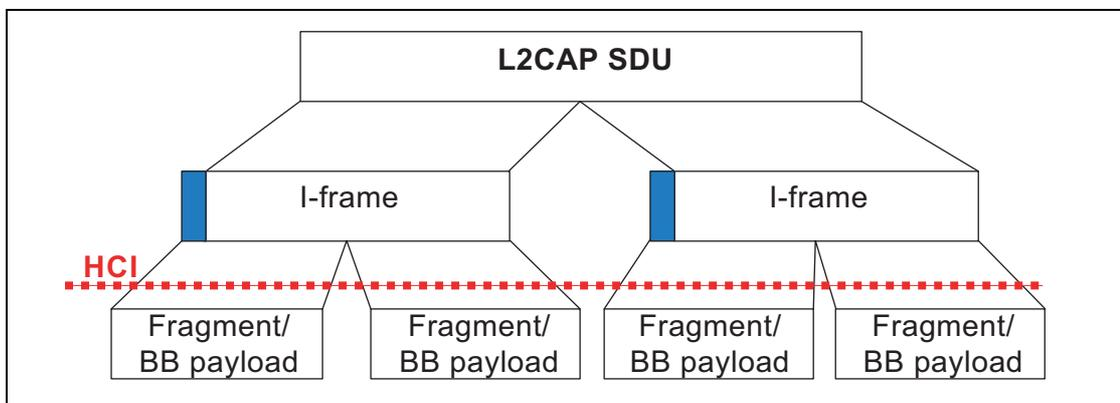 L2CAP SDU
I-frame
I-frame
HCI
Fragment/
BB payload
Fragment/
BB payload
Fragment/
BB payload
Fragment/
BB payload